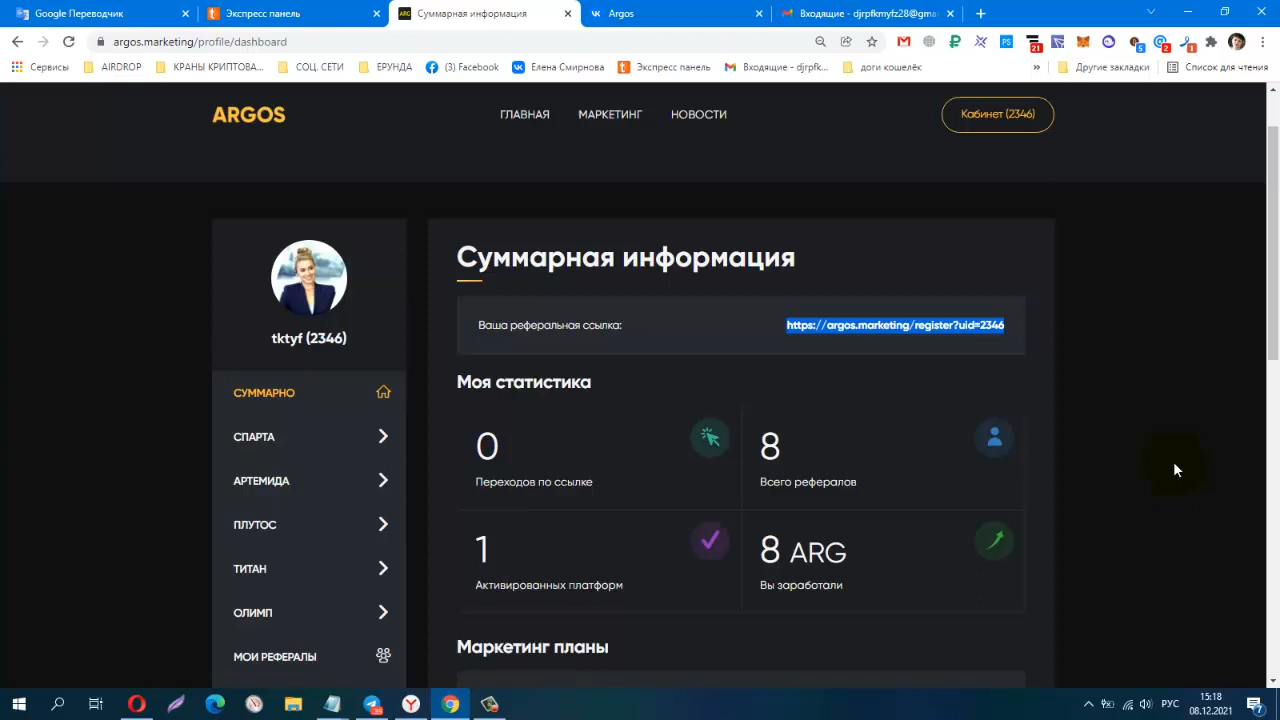 Google Переводчик
Экспресс панель
Суммарная информация
Argos
Входящие - djrpfkmyfz28@gma
argos.marketing/profile/dashboard
Сервисы
AIRDROP
КРАНЫ КРИПТОВА...
СОЦ. СЕТИ
ЕРУНДА
(3) Facebook
Елена Смирнова
Экспресс панель
Входящие - djrpfk...
доги кошелёк
»
Другие закладки
Список для чтения
ARGOS
ГЛАВНАЯ
МАРКЕТИНГ
НОВОСТИ
Кабинет (2346)
tktyf (2346)
СУММАРНО
СПАРТА
АРТЕМИДА
ПЛУТОС
ТИТАН
ОЛИМП
МОИ РЕФЕРАЛЫ
Суммарная информация
Ваша реферальная ссылка:
https://argos.marketing/register?uid=2346
Моя статистика
0
Переходов по ссылке
8
Всего рефералов
1
Активированных платформ
8 ARG
Вы заработали
Маркетинг планы
РУС
15:18
08.12.2021